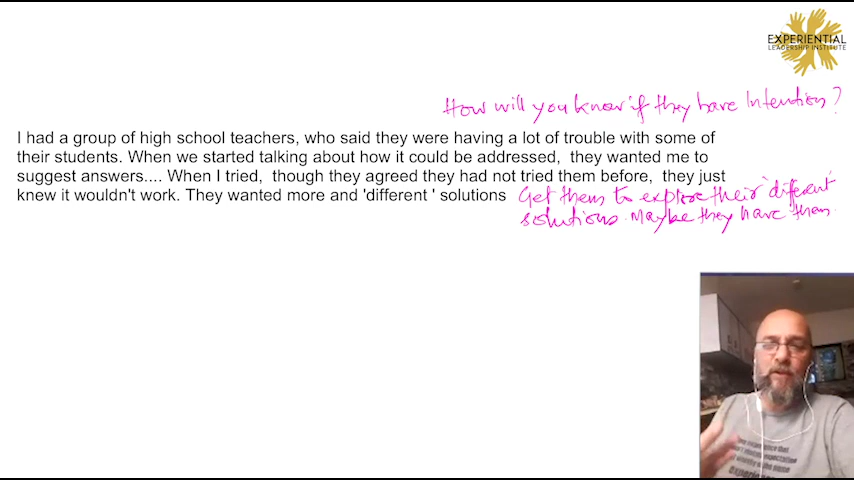 EXPERIENTIAL
LEADERSHIP INSTITUTE
How will you know if they have Intention?
I had a group of high school teachers, who said they were having a lot of trouble with some of
their students. When we started talking about how it could be addressed,  they wanted me to
suggest answers.... When I tried,  though they agreed they had not tried them before,  they just
knew it wouldn't work. They wanted more and 'different ' solutions
Get them to explore their 'different'
solutions. Maybe they have them.